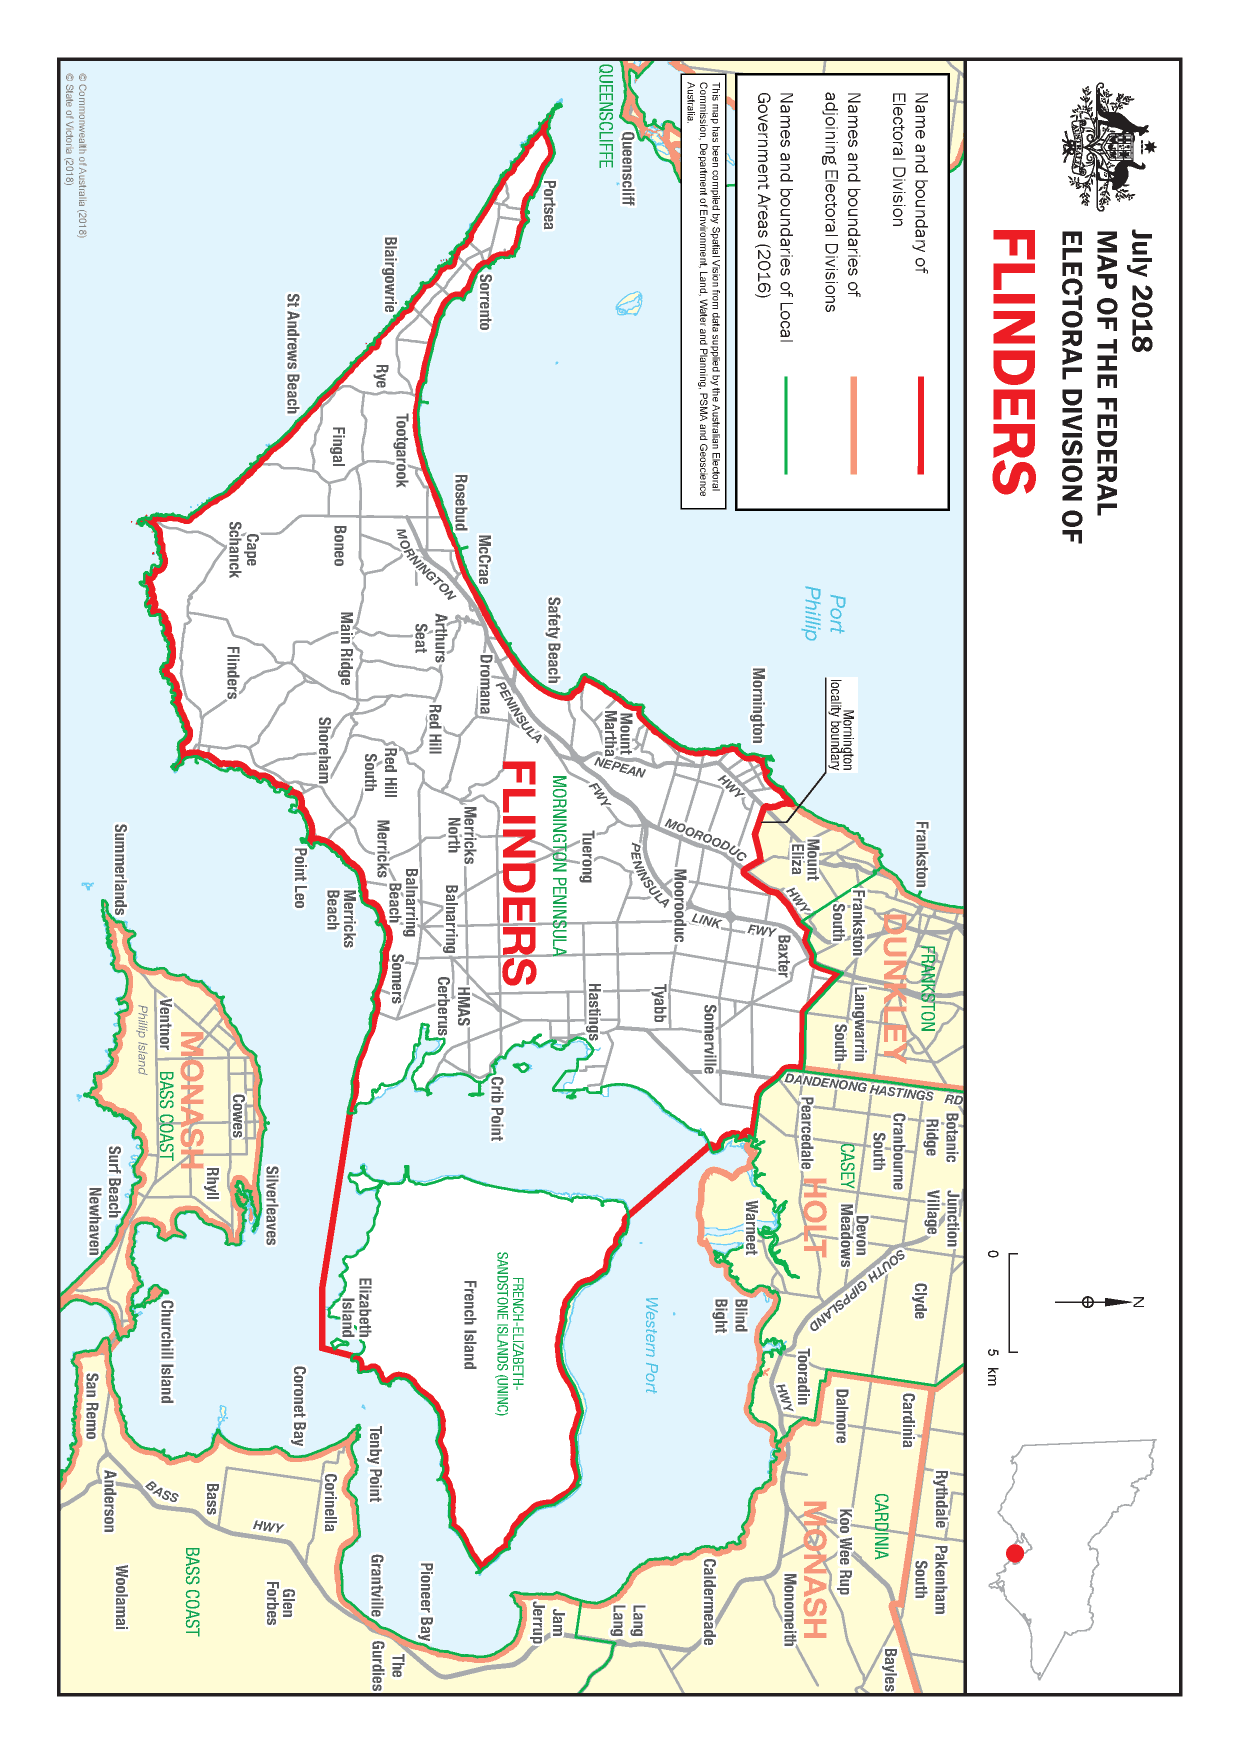 July 2018
MAP OF THE FEDERAL
ELECTORAL DIVISION OF
FLINDERS
N
0 5 km
Name and boundary of
Electoral Division
Names and boundaries of
adjoining Electoral Divisions
Names and boundaries of Local
Government Areas (2016)
This map has been compiled by Spatial Vision from data supplied by the Australian Electoral
Commission, Department of Environment, Land, Water and Planning, PSMA and Geoscience
Australia.
Queenscliff
QUEENSCLIFFE
Portsea
Sorrento
Blairgowrie
St Andrews Beach
Rye
Tootgarook
Fingal
Rosebud
McCrae
Boneo
Cape
Schanck
MORNINGTON
PENINSULA
FWY
Arthurs
Seat
Main Ridge
Flinders
Dromana
Safety Beach
Red Hill
Red Hill
South
Shoreham
Port
Phillip
Mornington
Mornington
locality boundary
Mount
Martha
NEPEAN
HWY
MOOROODUC
HWY
PENINSULA
LINK
FWY
Mount
Eliza
Frankston
Frankston
South
FRANKSTON
DUNKLEY
Langwarrin
South
Baxter
Moorooduc
Tuerong
MORNINGTON PENINSULA
FLINDERS
Merricks
North
Merricks
Balnarring
Balnarring
Beach
Merricks
Beach
Point Leo
Somers
HMAS
Cerberus
Hastings
Tyabb
Somerville
Crib Point
DANDENONG HASTINGS RD
Pearcedale
Botanic
Ridge
Cranbourne
South
CASEY
HOLT
Junction
Village
Devon
Meadows
Clyde
SOUTH GIPPSLAND
HWY
Warneet
Blind
Bight
Tooradin
Dalmore
Cardinia
Rythdale
Pakenham
South
CARDINIA
Koo Wee Rup
MONASH
Monomeith
Bayles
Caldermeade
Lang
Lang
Jam
Jerrup
Western Port
FRENCH-ELIZABETH-
SANDSTONE ISLANDS (UNINC)
French Island
Elizabeth
Island
Tenby Point
Coronet Bay
Corinella
Grantville
Pioneer Bay
The
Gurdies
Glen
Forbes
BASS COAST
Bass
BASS
HWY
Anderson
Woolamai
San Remo
Churchill Island
Newhaven
Surf Beach
Silverleaves
Rhyll
Cowes
MONASH
BASS COAST
Ventnor
Phillip Island
Summerlands
© Commonwealth of Australia (2018)
© State of Victoria (2018)